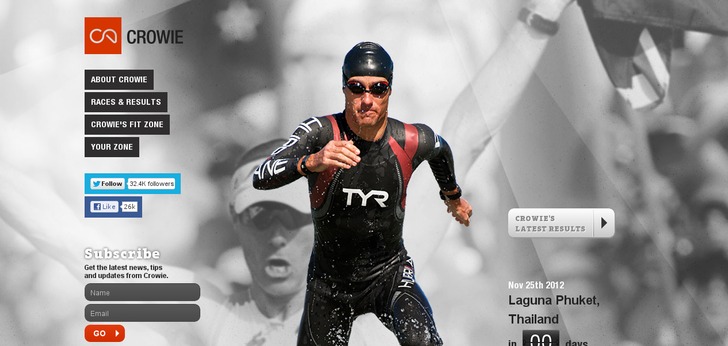 CROWIE
ABOUT CROWIE
RACES & RESULTS
CROWIE'S FIT ZONE
YOUR ZONE
Follow 32.4K followers
Like 26k
Subscribe
Get the latest news, tips
and updates from Crowie.
Name
Email
GO
TYR
CROWIE'S
LATEST RESULTS
Nov 25th 2012
Laguna Phuket,
Thailand
in 00 days